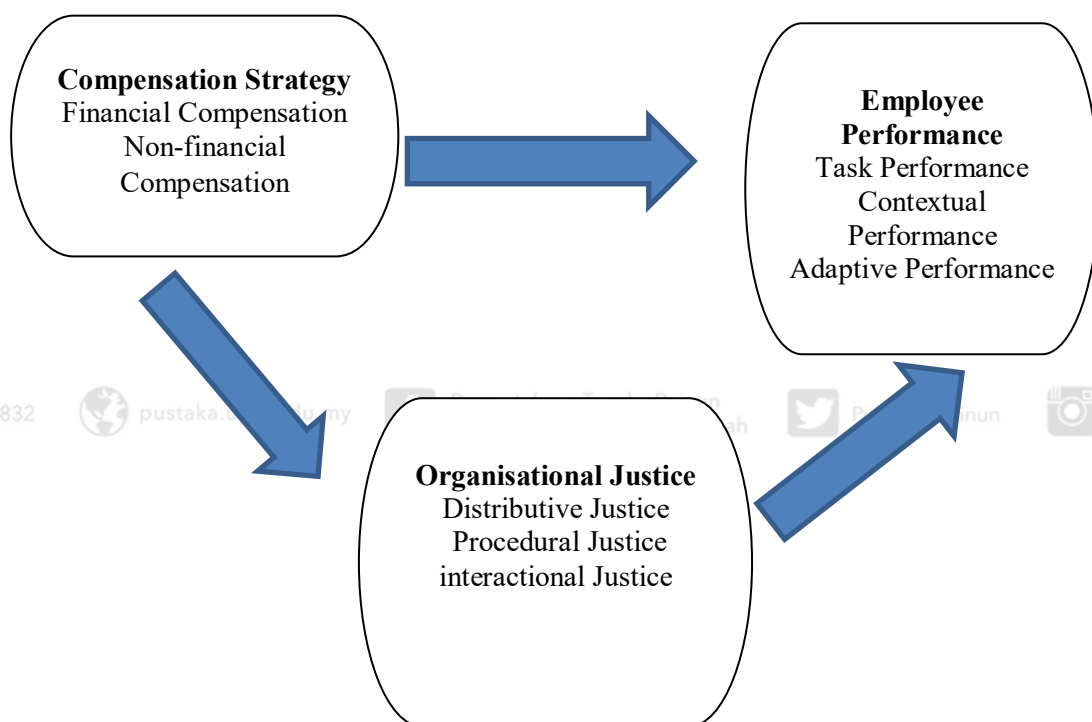 Compensation Strategy
Financial Compensation
Non-financial
Compensation
Employee
Performance
Task Performance
Contextual
Performance
Adaptive Performance
832
Organisational Justice
Distributive Justice
Procedural Justice
interactional Justice